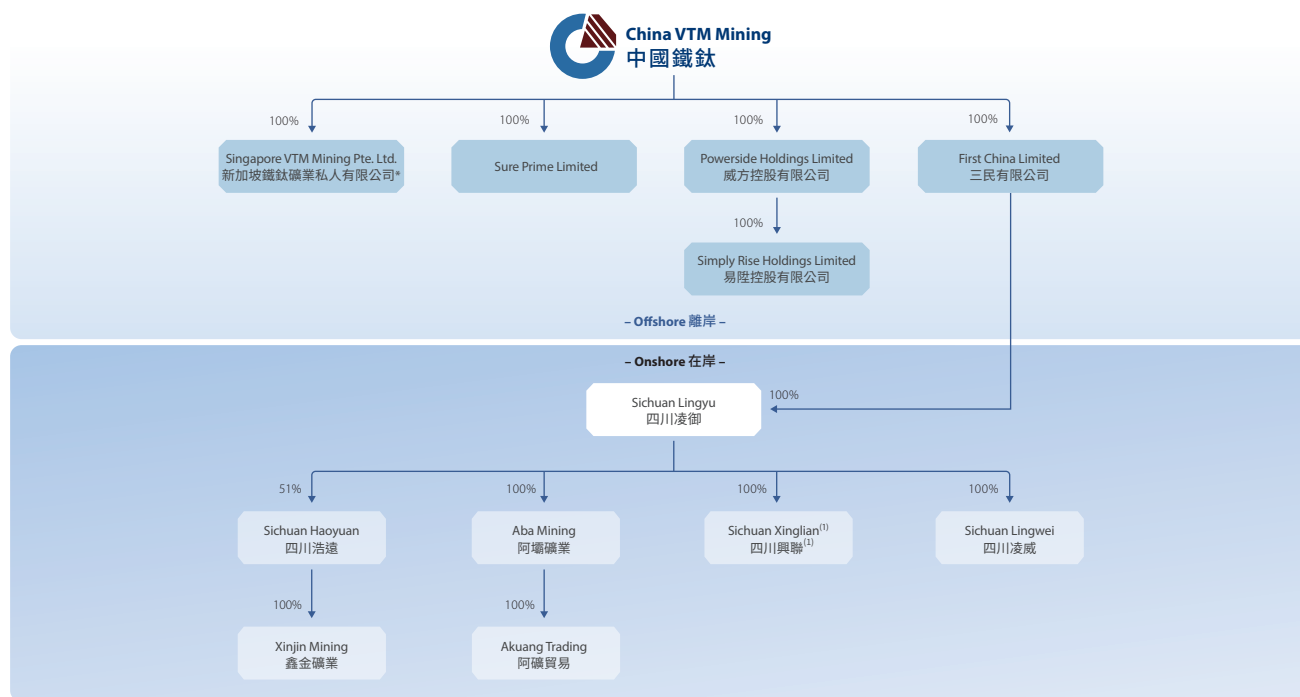 China VTM Mining
中國鐵鈦
100%
100%
100%
100%
Singapore VTM Mining Pte. Ltd.
新加坡鐵鈦礦業私人有限公司*
Sure Prime Limited
Powerside Holdings Limited
威方控股有限公司
First China Limited
三民有限公司
100%
Simply Rise Holdings Limited
易陞控股有限公司
– Offshore 離岸 –
– Onshore 在岸 –
Sichuan Lingyu
四川凌御
100%
51%
100%
100%
100%
Sichuan Haoyuan
四川浩遠
Aba Mining
阿壩礦業
Sichuan Xinglian(1)
四川興聯(1)
Sichuan Lingwei
四川凌威
100%
100%
Xinjin Mining
鑫金礦業
Akuang Trading
阿礦貿易